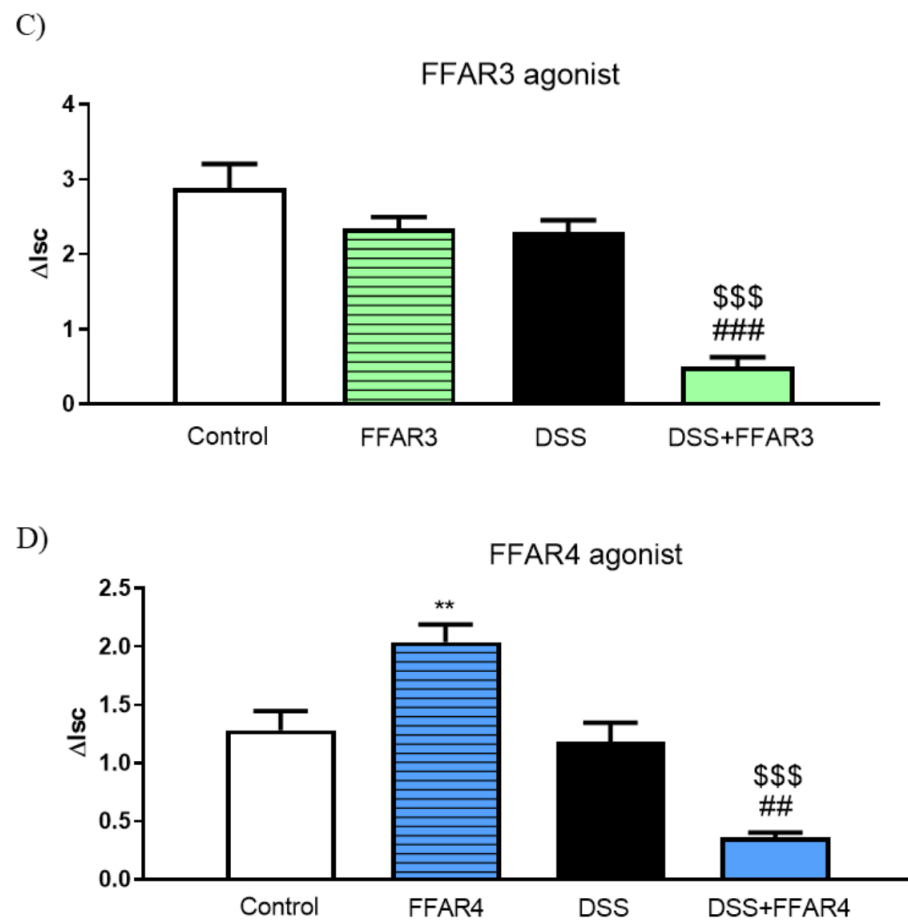 C)
FFAR3 agonist
4
3
2
1
0
ΔIsc
$$$
###
Control FFAR3 DSS DSS+FFAR3
D)
FFAR4 agonist
2.5
2.0
1.5
1.0
0.5
0.0
ΔIsc
**
$$$
##
Control FFAR4 DSS DSS+FFAR4